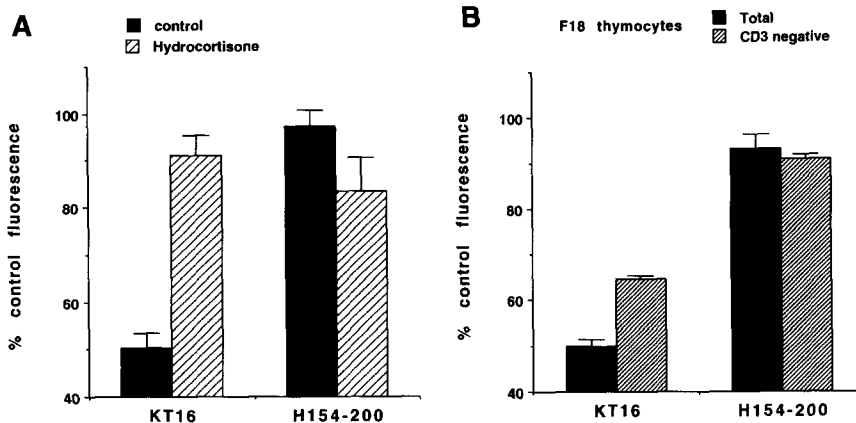 A
control
Hydrocortisone
% control fluorescence
100
80
60
40
KT16
H154-200
B
F18 thymocytes
Total
CD3 negative
% control fluorescence
100
80
60
40
KT16
H154-200